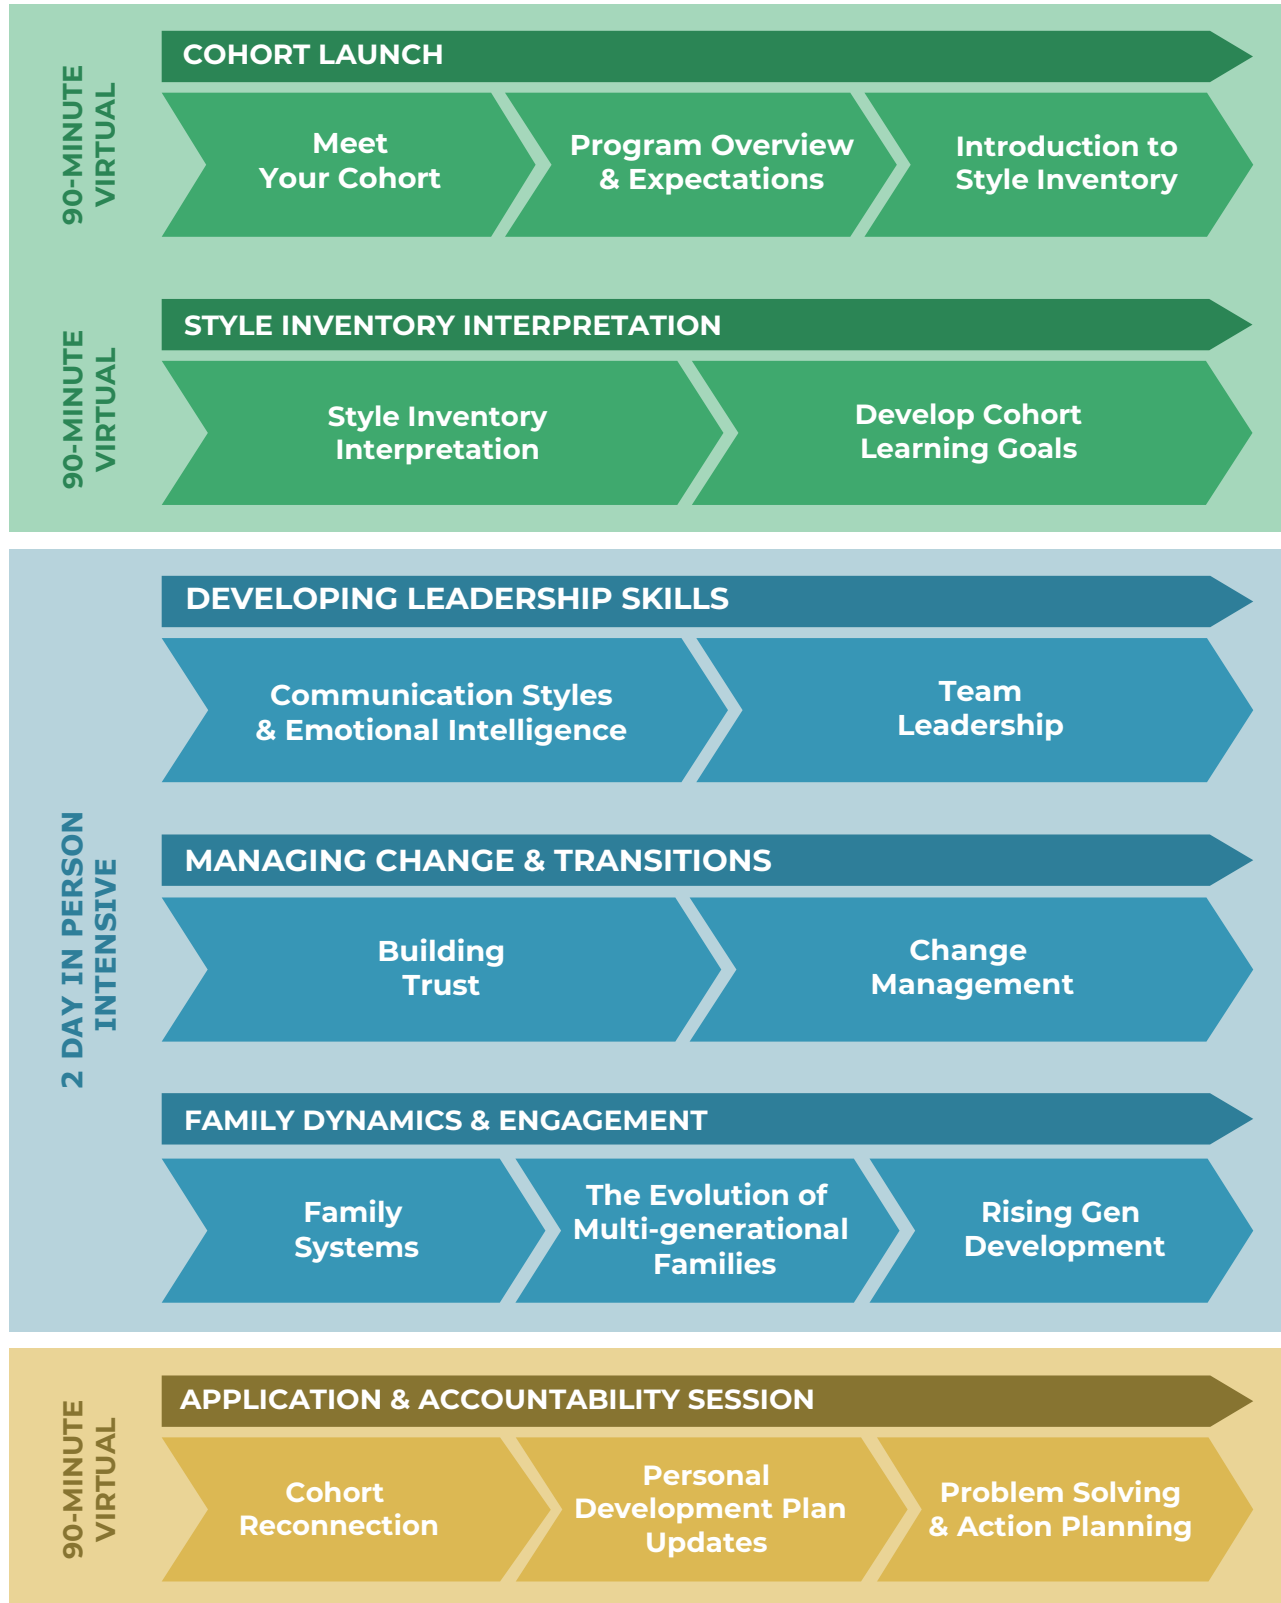 90-MINUTE
VIRTUAL
COHORT LAUNCH
Meet
Your Cohort
Program Overview
& Expectations
Introduction to
Style Inventory
90-MINUTE
VIRTUAL
STYLE INVENTORY INTERPRETATION
Style Inventory
Interpretation
Develop Cohort
Learning Goals
2 DAY IN PERSON
INTENSIVE
DEVELOPING LEADERSHIP SKILLS
Communication Styles
& Emotional Intelligence
Team
Leadership
MANAGING CHANGE & TRANSITIONS
Building
Trust
Change
Management
FAMILY DYNAMICS & ENGAGEMENT
Family
Systems
The Evolution of
Multi-generational
Families
Rising Gen
Development
90-MINUTE
VIRTUAL
APPLICATION & ACCOUNTABILITY SESSION
Cohort
Reconnection
Personal
Development Plan
Updates
Problem Solving
& Action Planning